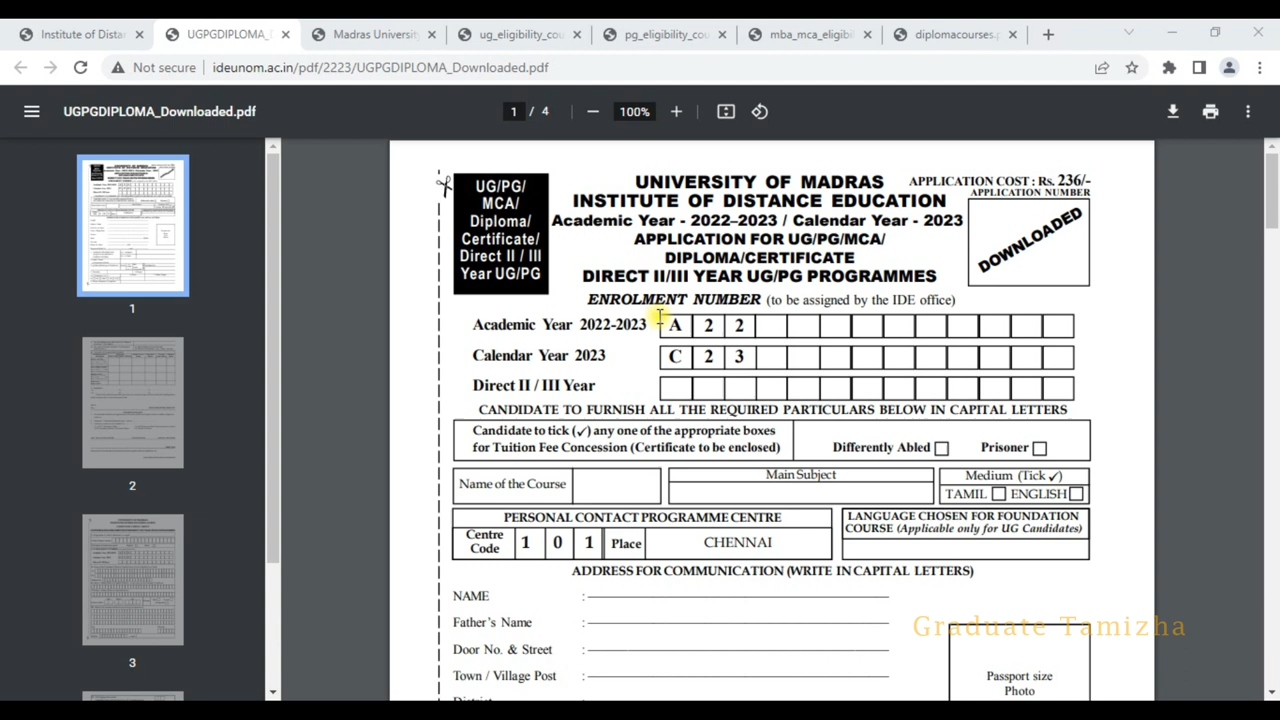 Institute of Distan
UGPGDIPLOMA_
Madras University
ug_eligibility_cou
pg_eligibility_cou
mba_mca_eligibi
diplomacourses.p
Not secure
ideunom.ac.in/pdf/2223/UGPGDIPLOMA_Downloaded.pdf
UGPGDIPLOMA_Downloaded.pdf
1 / 4
100%
1
2
3
UG/PG/
MCA/
Diploma/
Certificate/
Direct II / III
Year UG/PG
UNIVERSITY OF MADRAS
INSTITUTE OF DISTANCE EDUCATION
Academic Year - 2022–2023 / Calendar Year - 2023
APPLICATION FOR UG/PG/MCA/
DIPLOMA/CERTIFICATE
DIRECT II/III YEAR UG/PG PROGRAMMES
APPLICATION COST : Rs. 236/-
APPLICATION NUMBER
DOWNLOADED
ENROLMENT NUMBER (to be assigned by the IDE office)
Academic Year 2022-2023 A 2 2
Calendar Year 2023 C 2 3
Direct II / III Year
CANDIDATE TO FURNISH ALL THE REQUIRED PARTICULARS BELOW IN CAPITAL LETTERS
Candidate to tick (✓) any one of the appropriate boxes
for Tuition Fee Concession (Certificate to be enclosed)
Differently Abled
Prisoner
Name of the Course
Main Subject
Medium (Tick ✓)
TAMIL ENGLISH
PERSONAL CONTACT PROGRAMME CENTRE
Centre
Code
1 0 1
Place
CHENNAI
LANGUAGE CHOSEN FOR FOUNDATION
COURSE (Applicable only for UG Candidates)
ADDRESS FOR COMMUNICATION (WRITE IN CAPITAL LETTERS)
NAME :
Father's Name :
Door No. & Street :
Town / Village Post :
District
Passport size
Photo
Graduate Tamizha